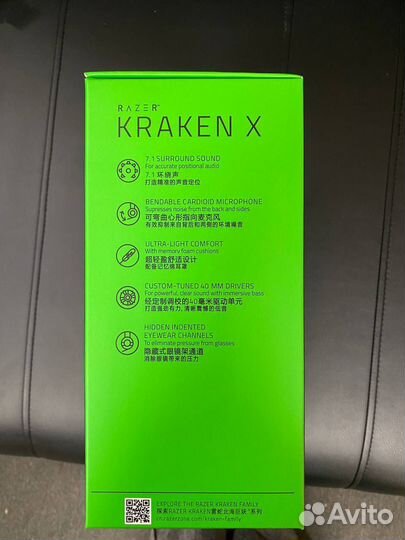 RAZER™
KRAKEN X
7.1 SURROUND SOUND
For accurate positional audio
7.1 环绕声
打造精准的声音定位
BENDABLE CARDIOID MICROPHONE
Supresses noise from the back and sides
可弯曲心形指向麦克风
有效抑制来自背后和两侧的环境噪音
ULTRA-LIGHT COMFORT
With memory foam cushions
超轻盈舒适设计
配备记忆棉耳罩
CUSTOM-TUNED 40 MM DRIVERS
For powerful, clear sound with immersive bass
经定制调校的40毫米驱动单元
打造强劲有力,清晰震撼的低音
HIDDEN INDENTED
EYEWEAR CHANNELS
To eliminate pressure from glasses
隐藏式眼镜架通道
消除眼镜带来的压力
EXPLORE THE RAZER KRAKEN FAMILY
探索RAZER KRAKEN雷蛇北海巨妖™系列
cn.razerzone.com/kraken-family
Avito